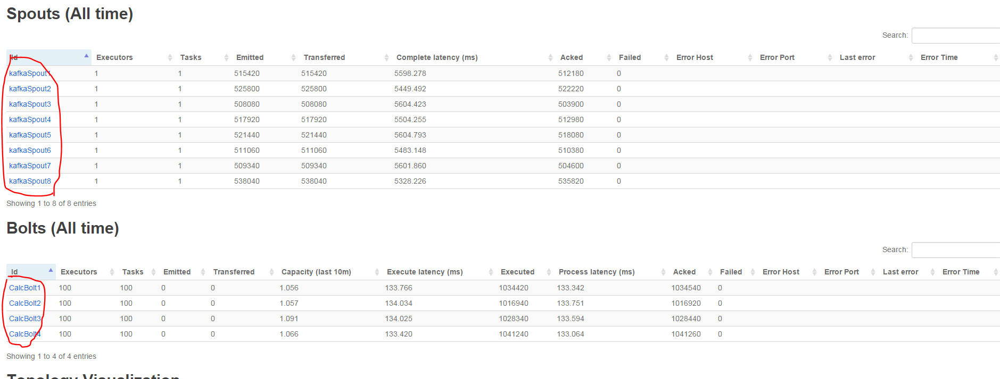 Spouts (All time)
Search:
Id Executors Tasks Emitted Transferred Complete latency (ms) Acked Failed Error Host Error Port Last error Error Time
kafkaSpout1 1 1 515420 515420 5598.278 512180 0
kafkaSpout2 1 1 525800 525800 5449.492 522220 0
kafkaSpout3 1 1 508080 508080 5604.423 503900 0
kafkaSpout4 1 1 517920 517920 5504.255 512980 0
kafkaSpout5 1 1 521440 521440 5604.793 518080 0
kafkaSpout6 1 1 511060 511060 5483.148 510380 0
kafkaSpout7 1 1 509340 509340 5601.860 504600 0
kafkaSpout8 1 1 538040 538040 5328.226 535820 0
Showing 1 to 8 of 8 entries
Bolts (All time)
Search:
Id Executors Tasks Emitted Transferred Capacity (last 10m) Execute latency (ms) Executed Process latency (ms) Acked Failed Error Host Error Port Last error Error Time
CalcBolt1 100 100 0 0 1.056 133.766 1034420 133.342 1034540 0
CalcBolt2 100 100 0 0 1.057 134.034 1016940 133.751 1016920 0
CalcBolt3 100 100 0 0 1.091 134.025 1028340 133.594 1028440 0
CalcBolt4 100 100 0 0 1.066 133.420 1041240 133.064 1041260 0
Showing 1 to 4 of 4 entries
Topology Visualization